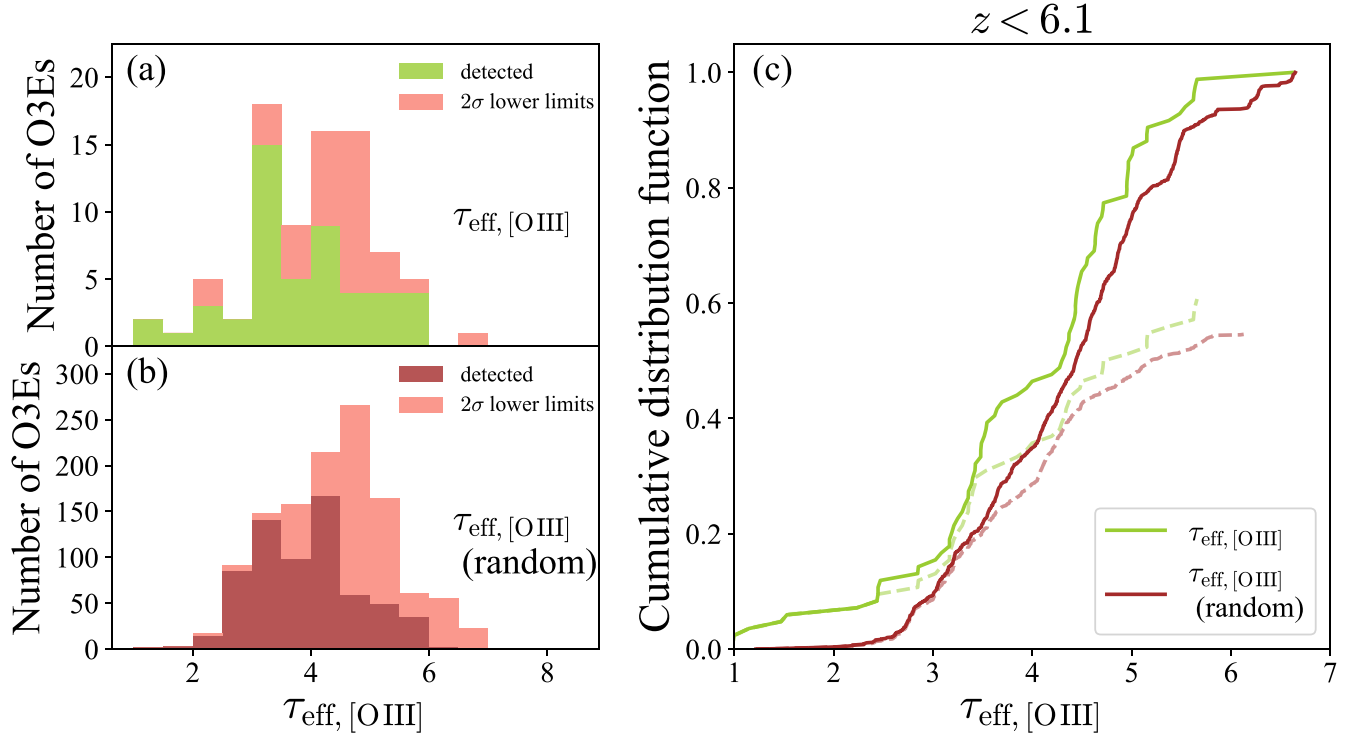 z < 6.1
(a)
detected
2σ lower limits
τeff, [O III]
Number of O3Es
20
15
10
5
0
(b)
detected
2σ lower limits
τeff, [O III]
(random)
Number of O3Es
300
250
200
150
100
50
0
2
4
6
8
τeff, [O III]
(c)
Cumulative distribution function
1.0
0.8
0.6
0.4
0.2
0.0
τeff, [O III]
τeff, [O III]
(random)
1
2
3
4
5
6
7
τeff, [O III]